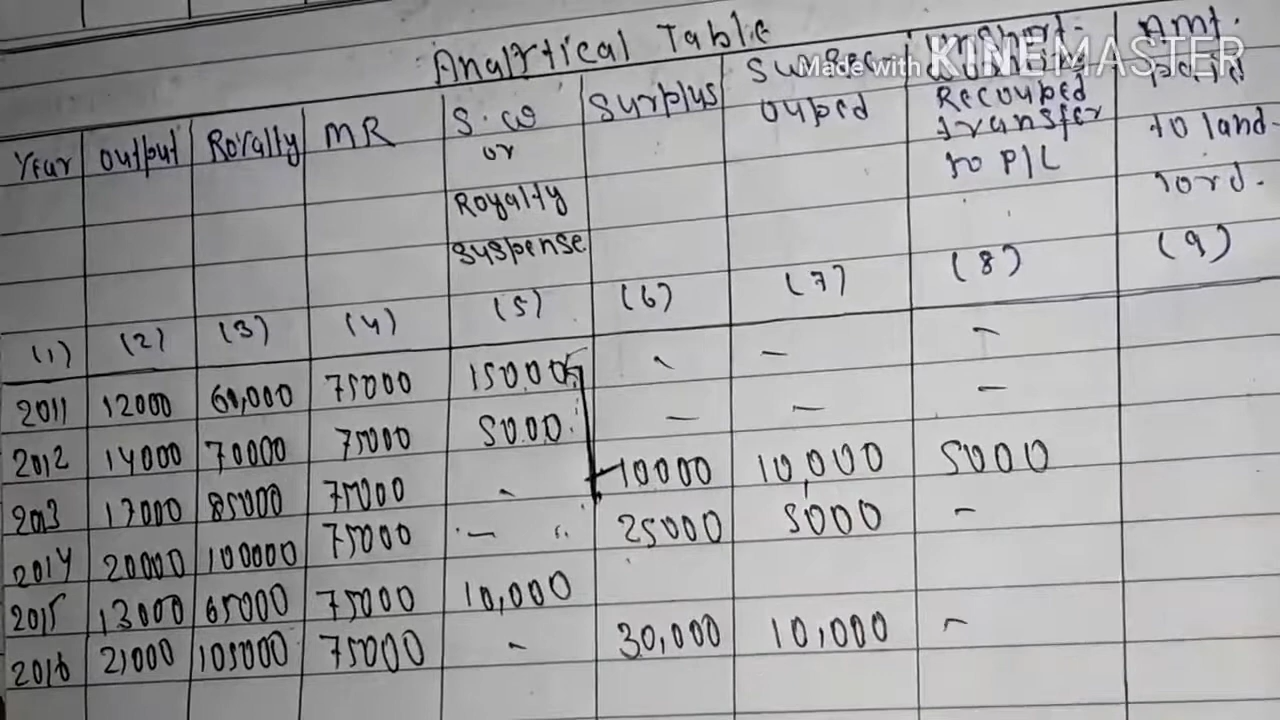 Analytical Table
Year | output | Royally | MR | S.W or Royalty suspense | Surplus | ouped | Recouped transfer to P/L | Amt. paid to land-lord.
(1) | (2) | (3) | (4) | (5) | (6) | (7) | (8) | (9)
2011 | 12000 | 60,000 | 75000 | 15000 | - | - | -
2012 | 14000 | 70000 | 75000 | 5000 | - | - | -
2013 | 17000 | 85000 | 75000 | - | 10000 | 10,000 | 5000
2014 | 20000 | 100000 | 75000 | - | 25000 | 5000 | -
2015 | 13000 | 65000 | 75000 | 10,000
2016 | 21000 | 105000 | 75000 | - | 30,000 | 10,000 | -
Made with KINEMASTER